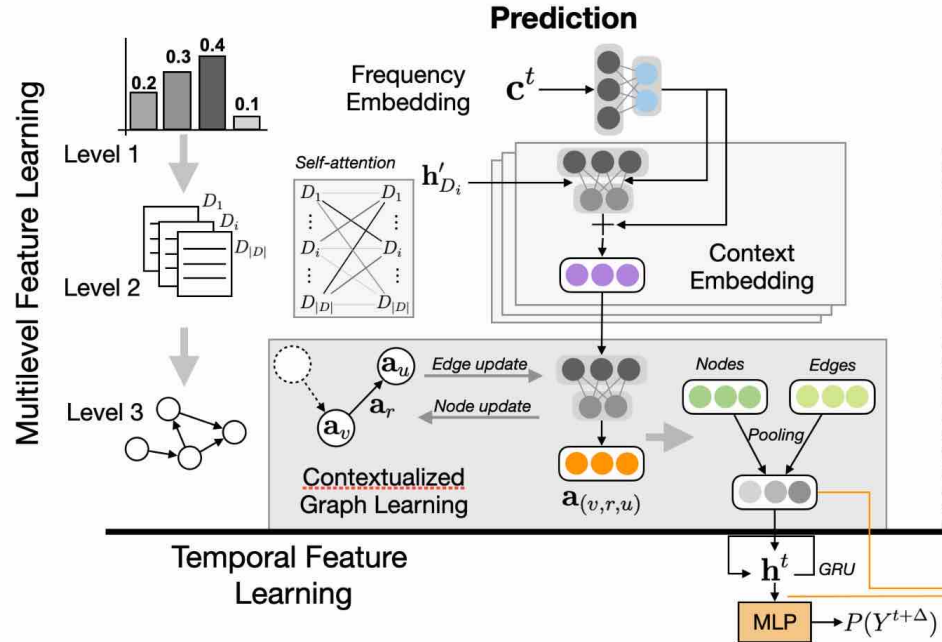 Prediction
Multilevel Feature Learning
0.2
0.3
0.4
0.1
Level 1
Frequency
Embedding
c^t
Self-attention
D_1
D_1
⋮
⋮
D_i
D_i
⋮
⋮
D_{|D|}
D_{|D|}
h'_{D_i}
+
D_1
D_i
D_{|D|}
Level 2
Context
Embedding
Level 3
a_u
a_r
a_v
Edge update
Node update
Contextualized
Graph Learning
a_{(v,r,u)}
Nodes
Edges
Pooling
Temporal Feature
Learning
h^t
GRU
MLP
P(Y^{t+Δ})